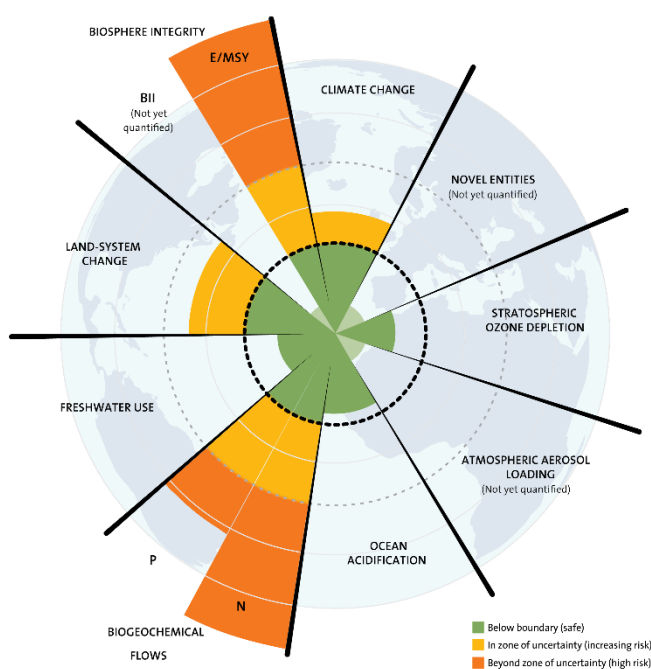 BIOSPHERE INTEGRITY
E/MSY
CLIMATE CHANGE
BII
(Not yet
quantified)
NOVEL ENTITIES
(Not yet quantified)
LAND-SYSTEM
CHANGE
STRATOSPHERIC
OZONE DEPLETION
FRESHWATER USE
ATMOSPHERIC AEROSOL
LOADING
(Not yet quantified)
OCEAN
ACIDIFICATION
P
N
BIOGEOCHEMICAL
FLOWS
Below boundary (safe)
In zone of uncertainty (increasing risk)
Beyond zone of uncertainty (high risk)